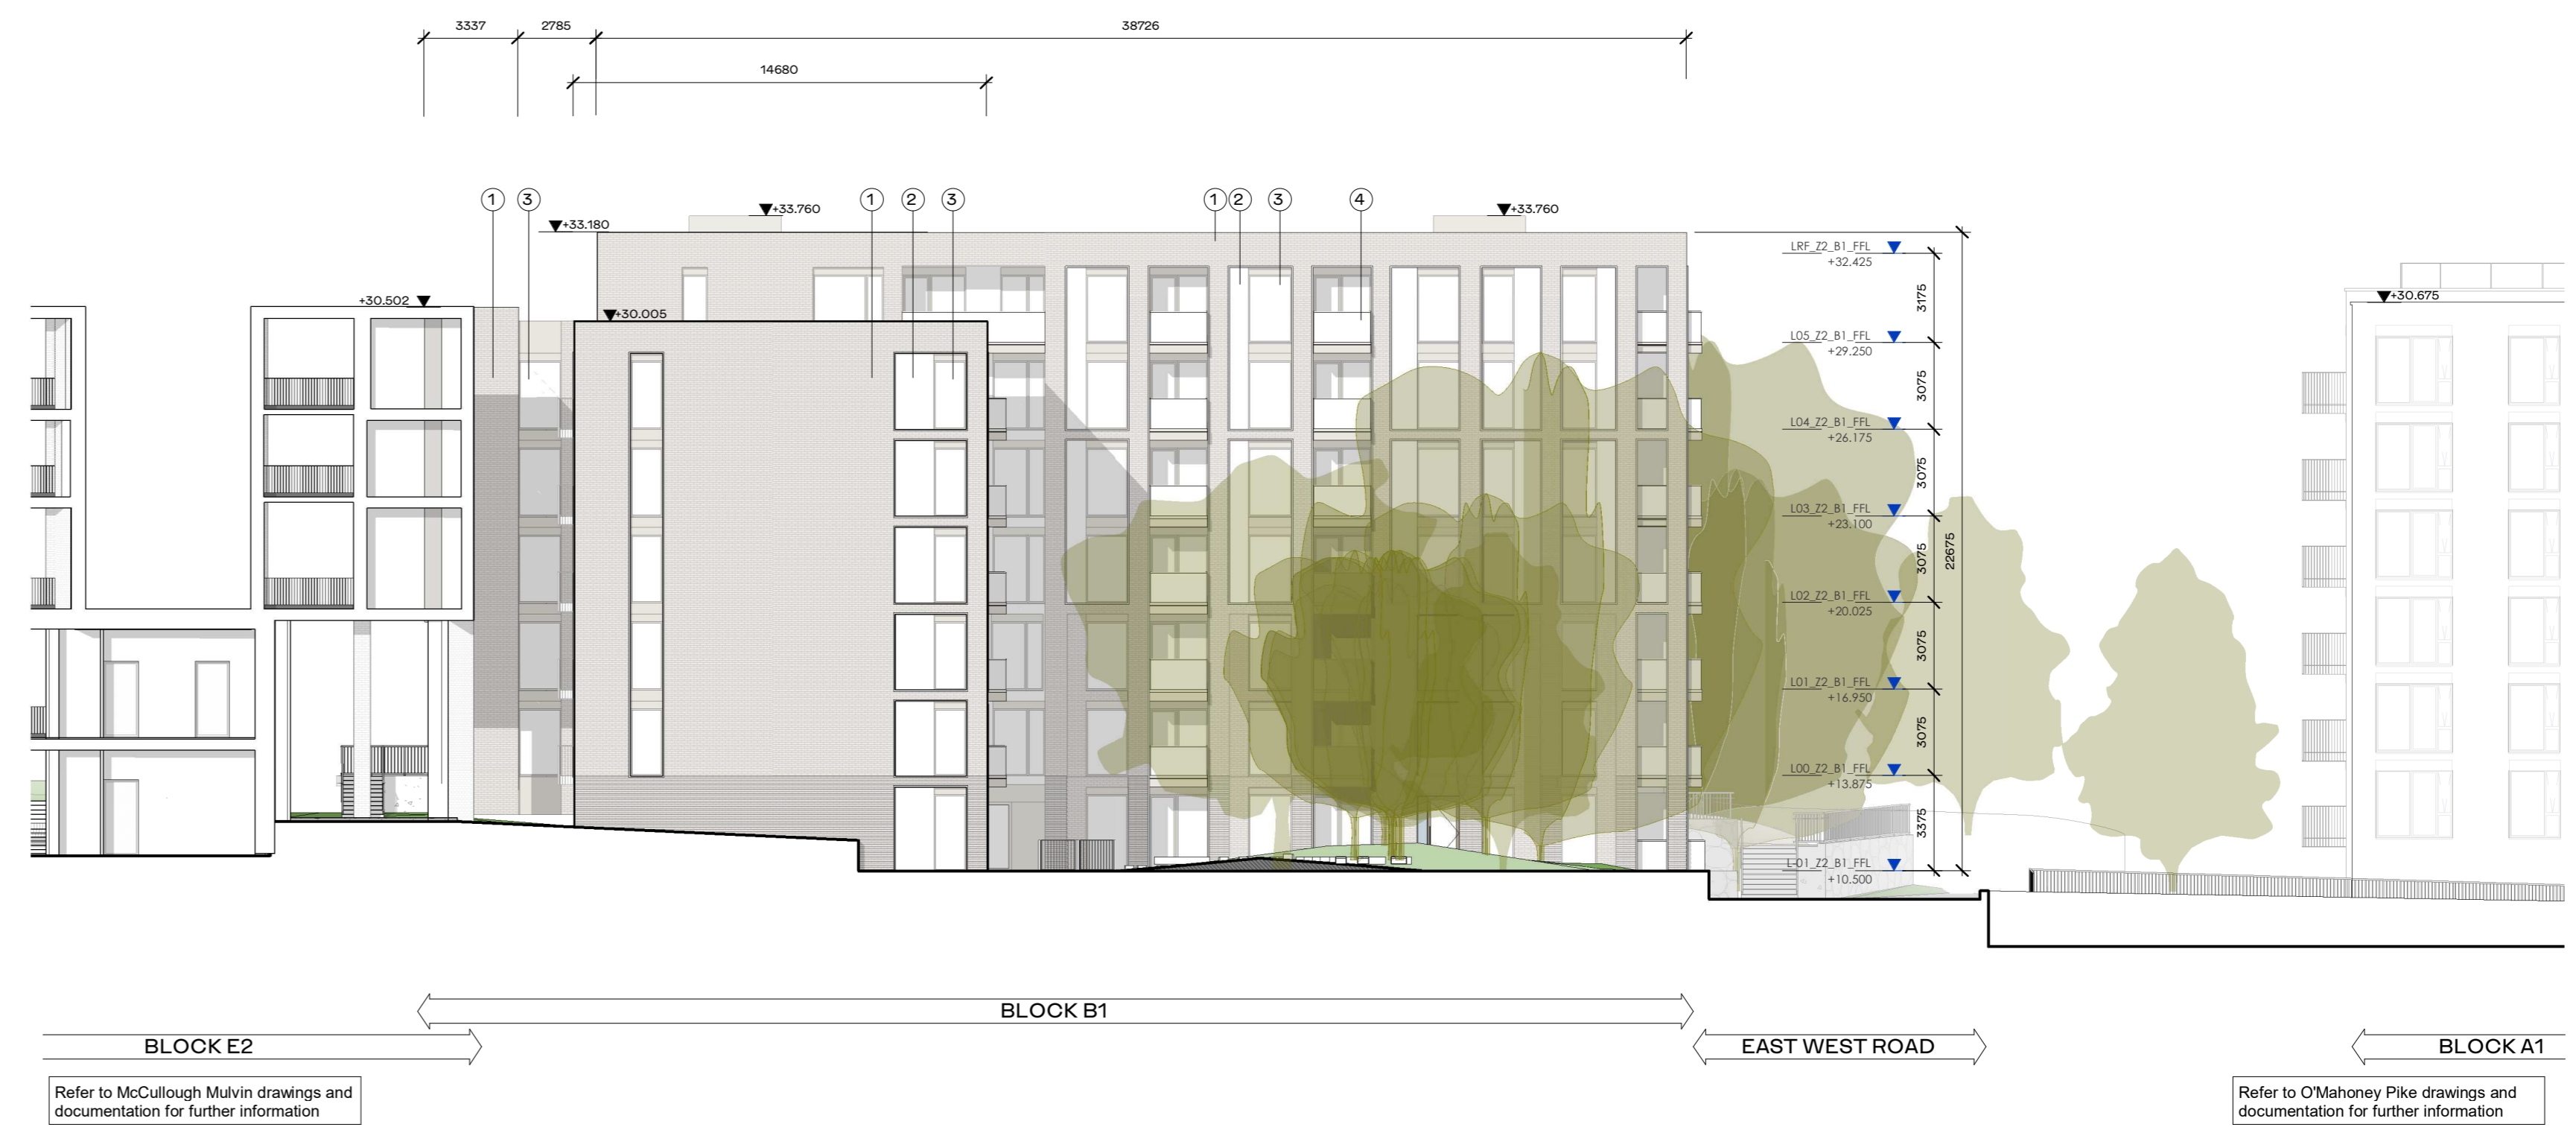 3337
2785
38726
14680
1
3
1
2
3
1
2
3
4
+33.760
+33.760
+33.180
+30.502
+30.005
+30.675
LRF_Z2_B1_FFL
+32.425
3175
L05_Z2_B1_FFL
+29.250
3075
L04_Z2_B1_FFL
+26.175
3075
L03_Z2_B1_FFL
+23.100
3075
22675
L02_Z2_B1_FFL
+20.025
3075
L01_Z2_B1_FFL
+16.950
3075
L00_Z2_B1_FFL
+13.875
3375
L-01_Z2_B1_FFL
+10.500
BLOCK B1
BLOCK E2
EAST WEST ROAD
BLOCK A1
Refer to McCullough Mulvin drawings and
documentation for further information
Refer to O'Mahoney Pike drawings and
documentation for further information